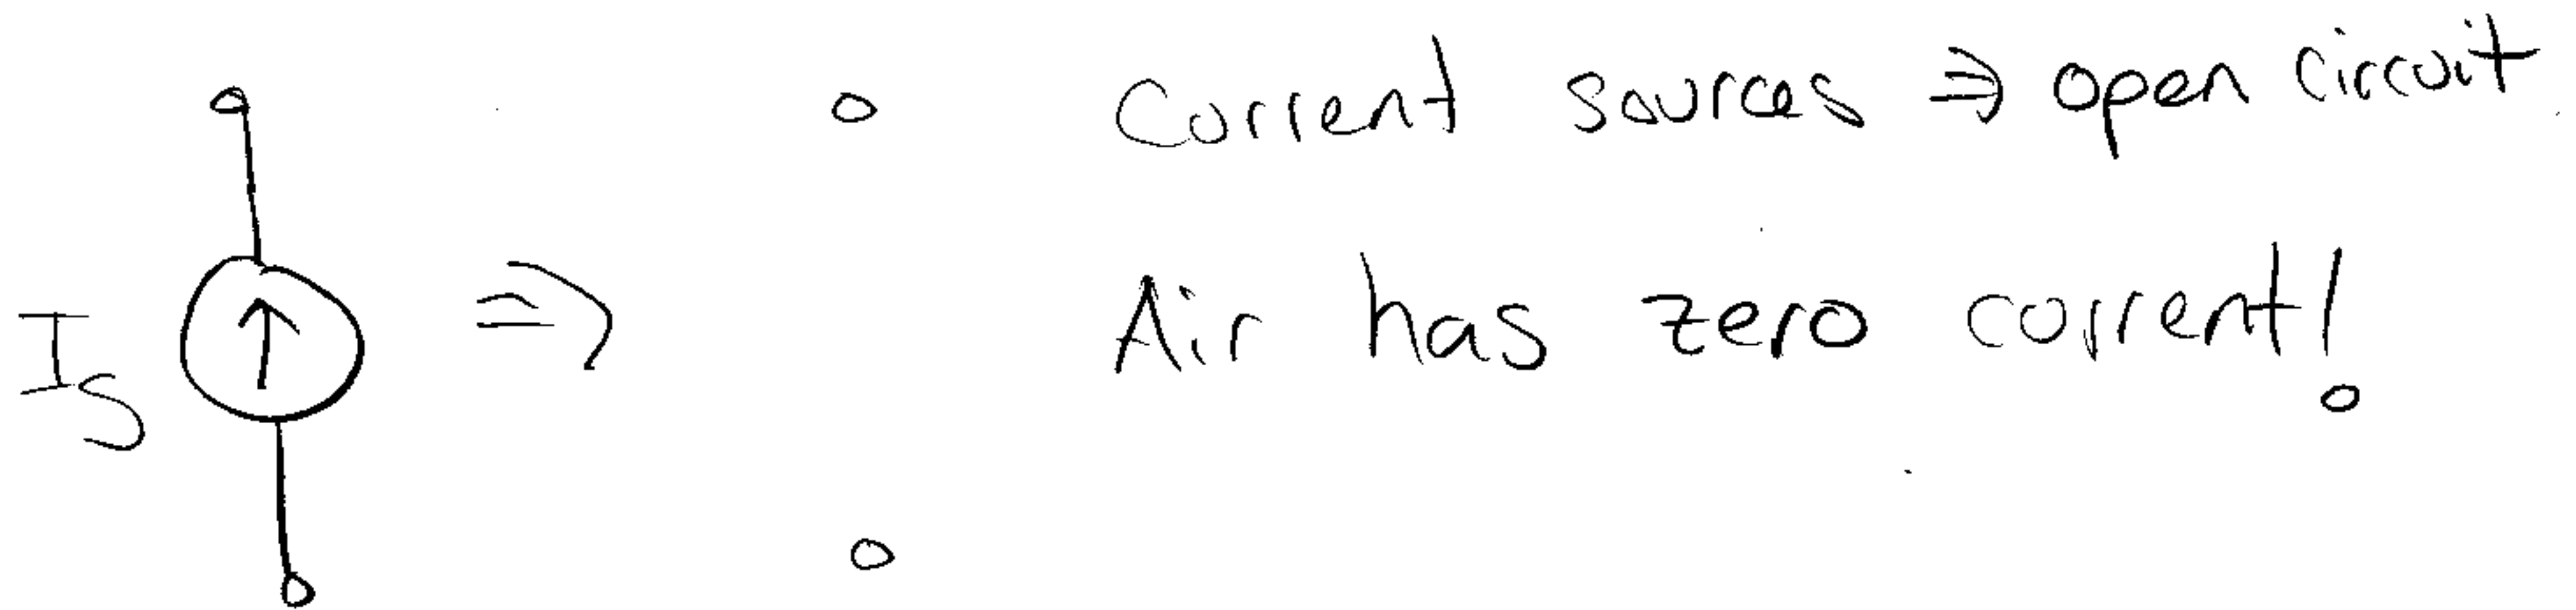 Current sources ⇒ open circuit
Is ⇒
Air has zero current!